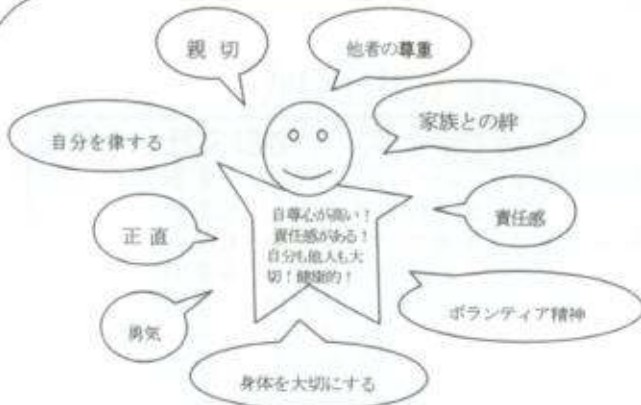 親 切
他者の尊重
自分を律する
家族との絆
自尊心が高い！
責任感がある！
自分も他人も大
切！健康的！
正 直
責任感
勇気
ボランティア精神
身体を大切にする